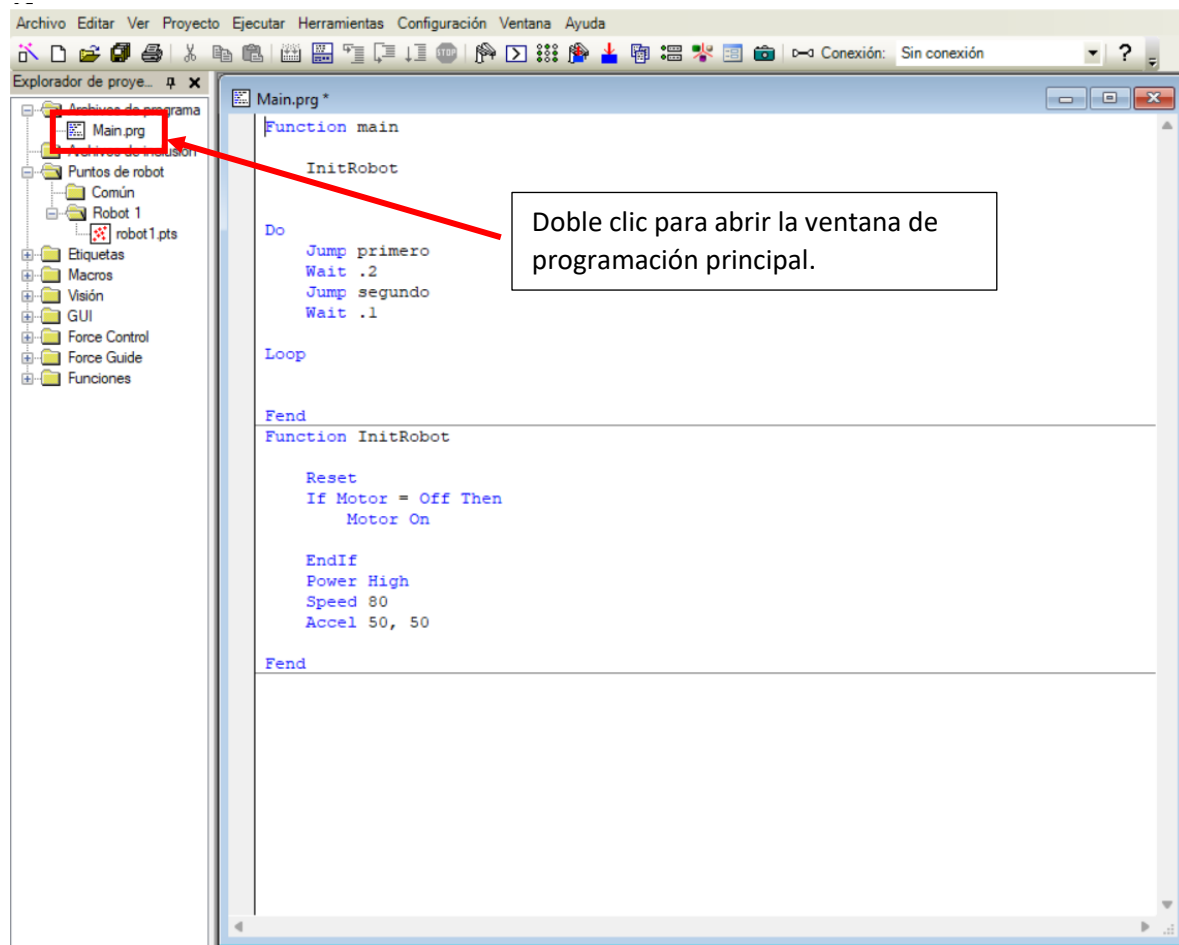 Archivo Editar Ver Proyecto Ejecutar Herramientas Configuración Ventana Ayuda
STOP Conexión: Sin conexión ?
Explorador de proye...
Archivos de programa
Main.prg
Archivos de inclusión
Puntos de robot
Común
Robot 1
robot1.pts
Etiquetas
Macros
Visión
GUI
Force Control
Force Guide
Funciones
Main.prg *
Function main
InitRobot
Do
Jump primero
Wait .2
Jump segundo
Wait .1
Loop
Fend
Function InitRobot
Reset
If Motor = Off Then
Motor On
EndIf
Power High
Speed 80
Accel 50, 50
Fend
Doble clic para abrir la ventana de
programación principal.